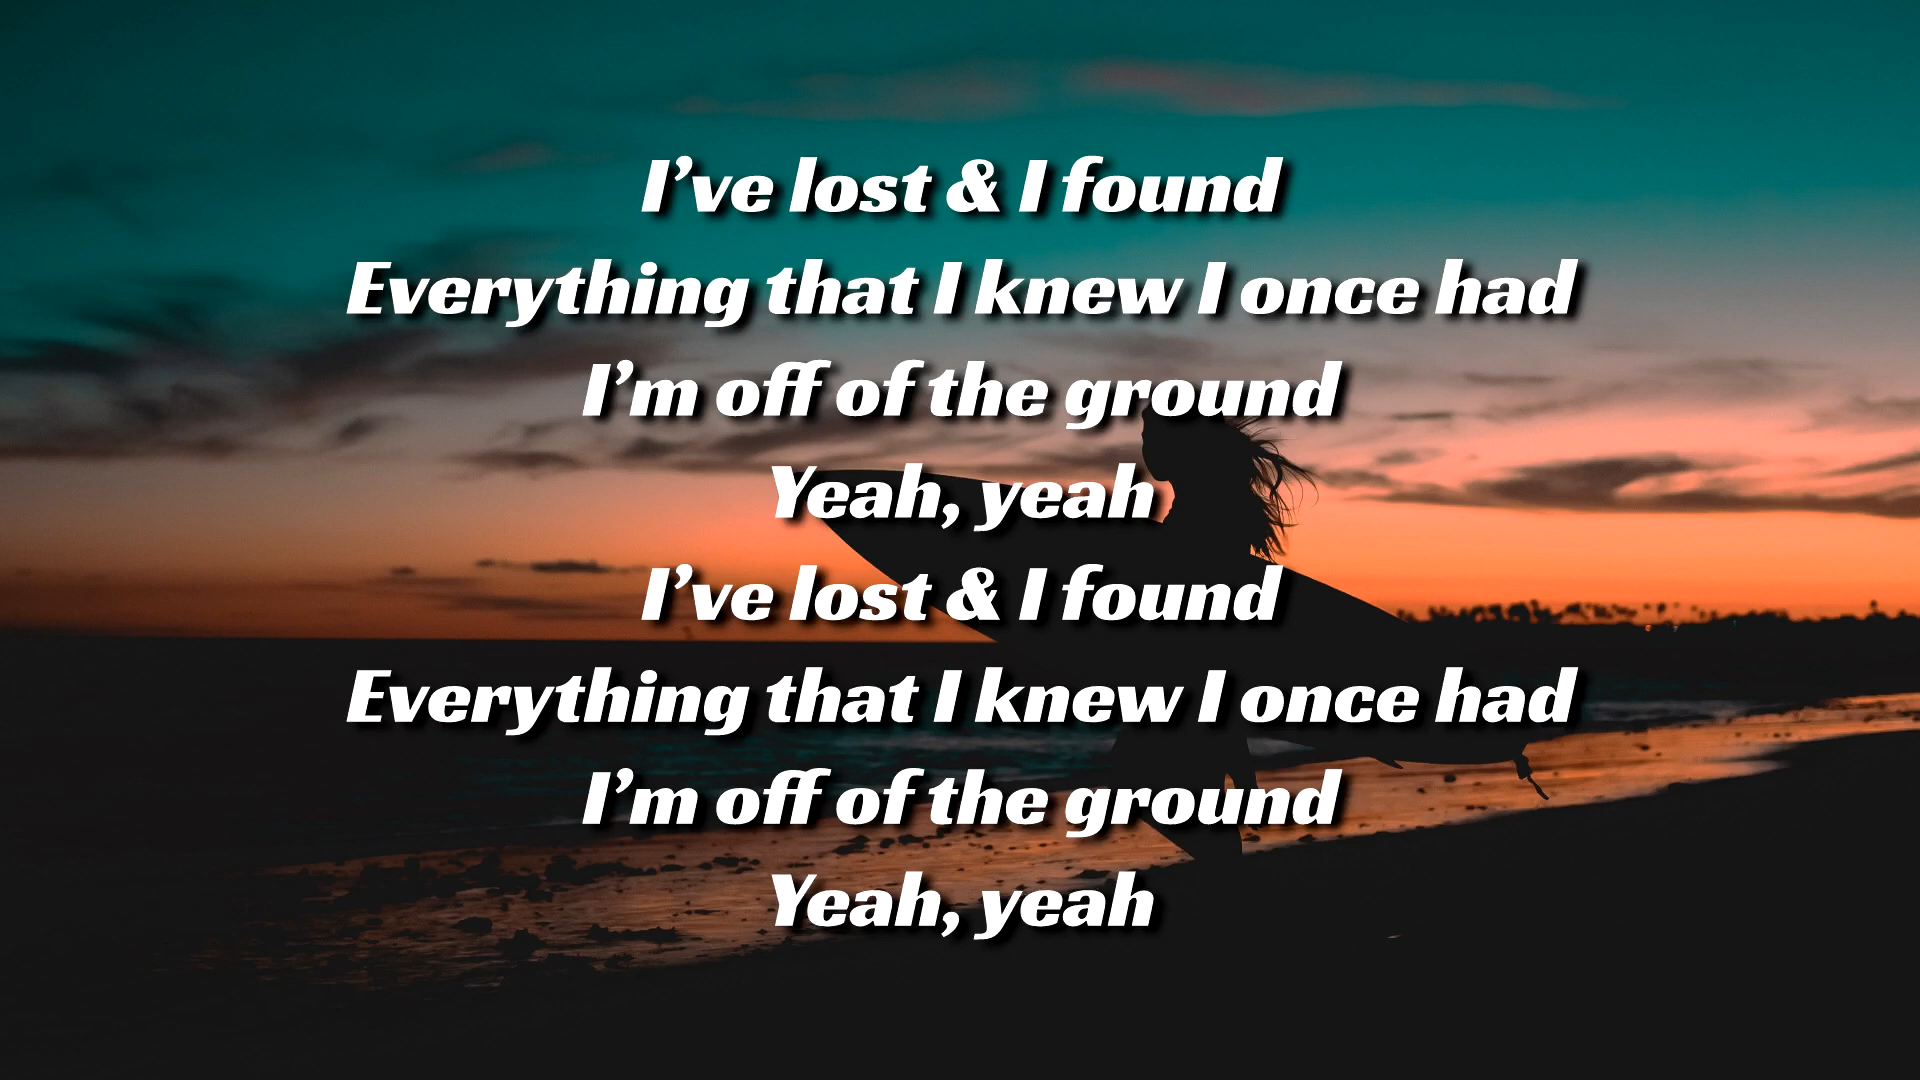 I’ve lost & I found
Everything that I knew I once had
I’m off of the ground
Yeah, yeah
I’ve lost & I found
Everything that I knew I once had
I’m off of the ground
Yeah, yeah